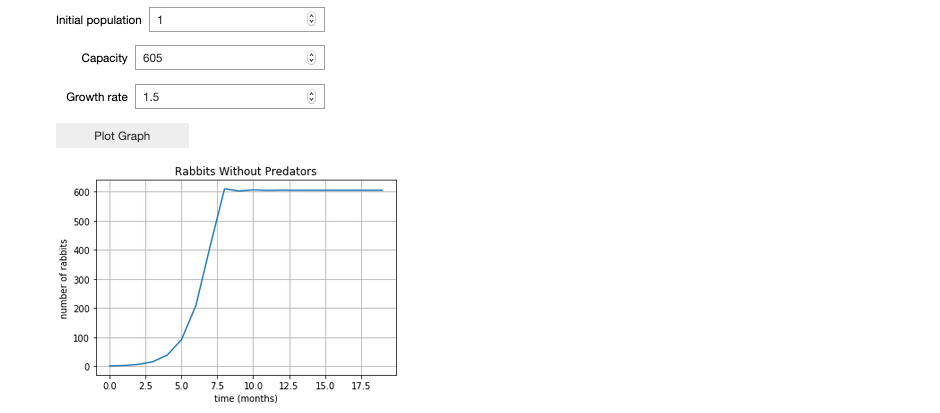 Initial population 1
Capacity 605
Growth rate 1.5
Plot Graph
Rabbits Without Predators
600
500
400
300
200
100
0
number of rabbits
0.0 2.5 5.0 7.5 10.0 12.5 15.0 17.5
time (months)